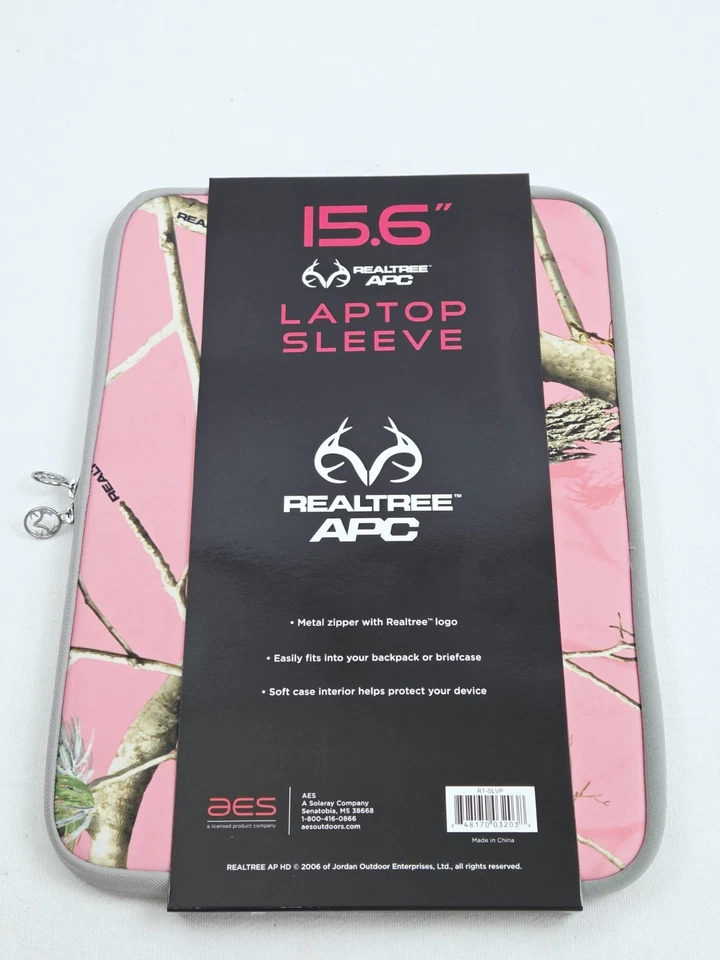 15.6"
REALTREE™
APC
LAPTOP
SLEEVE
REALTREE™
APC
• Metal zipper with Realtree™ logo
• Easily fits into your backpack or briefcase
• Soft case interior helps protect your device
aes
a licensed product company
AES
A Solaray Company
Senatobia, MS 38668
1-800-416-0866
aesoutdoors.com
RT-SLVP
48170 03203
Made in China
REALTREE AP HD © 2006 of Jordan Outdoor Enterprises, Ltd., all rights reserved.